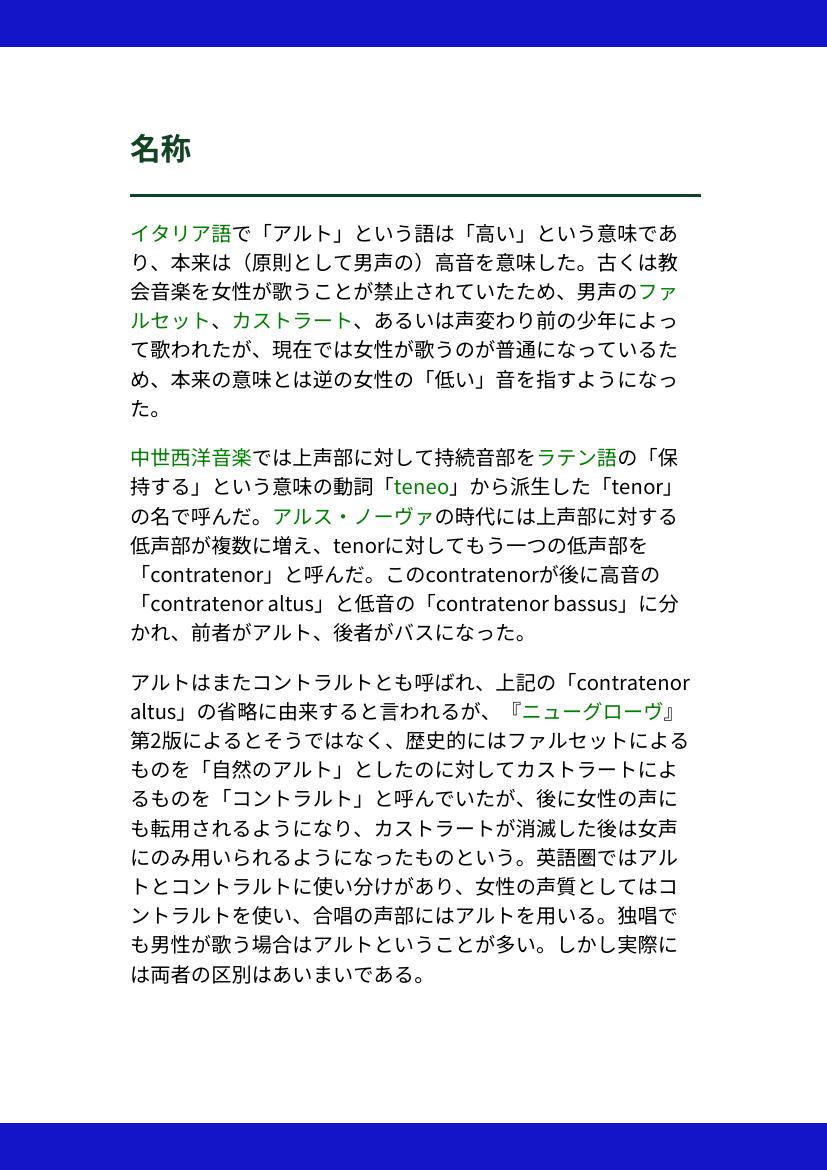 名称
イタリア語で「アルト」という語は「高い」という意味であ
り、本来は（原則として男声の）高音を意味した。古くは教
会音楽を女性が歌うことが禁止されていたため、男声のファ
ルセット、カストラート、あるいは声変わり前の少年によっ
て歌われたが、現在では女性が歌うのが普通になっているた
め、本来の意味とは逆の女性の「低い」音を指すようになっ
た。
中世西洋音楽では上声部に対して持続音部をラテン語の「保
持する」という意味の動詞「teneo」から派生した「tenor」
の名で呼んだ。アルス・ノーヴァの時代には上声部に対する
低声部が複数に増え、tenorに対してもう一つの低声部を
「contratenor」と呼んだ。このcontratenorが後に高音の
「contratenor altus」と低音の「contratenor bassus」に分
かれ、前者がアルト、後者がバスになった。
アルトはまたコントラルトとも呼ばれ、上記の「contratenor
altus」の省略に由来すると言われるが、『ニューグローヴ』
第2版によるとそうではなく、歴史的にはファルセットによる
ものを「自然のアルト」としたのに対してカストラートによ
るものを「コントラルト」と呼んでいたが、後に女性の声に
も転用されるようになり、カストラートが消滅した後は女声
にのみ用いられるようになったものという。英語圏ではアル
トとコントラルトに使い分けがあり、女性の声質としてはコ
ントラルトを使い、合唱の声部にはアルトを用いる。独唱で
も男性が歌う場合はアルトということが多い。しかし実際に
は両者の区別はあいまいである。